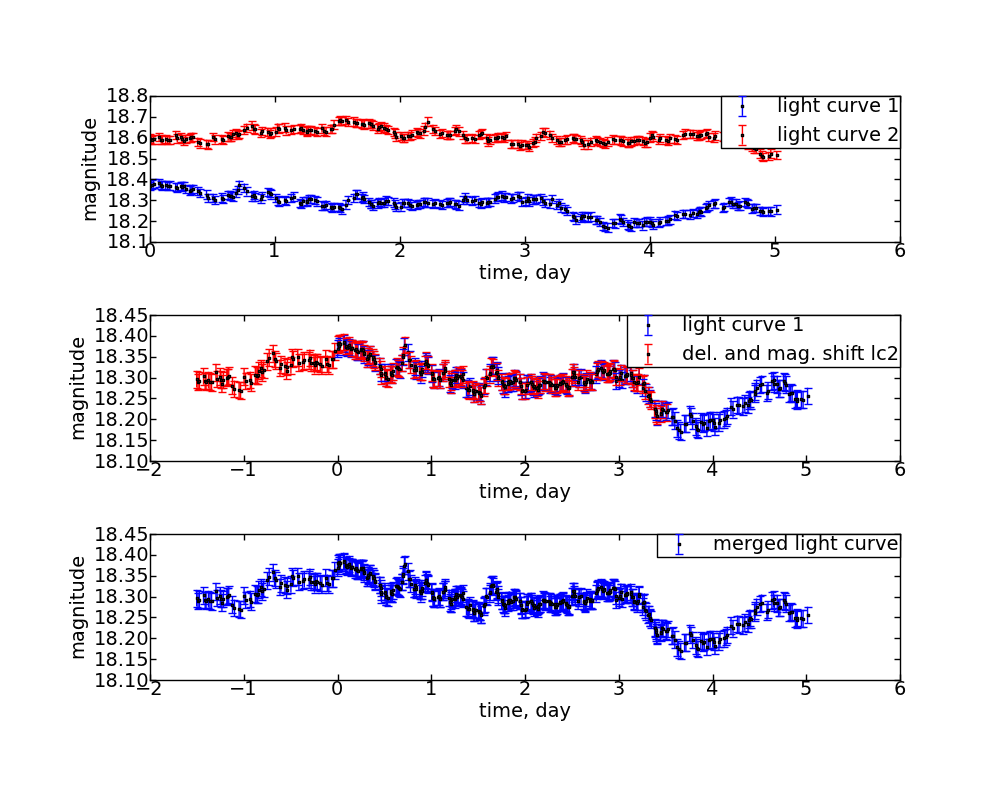 18.8
18.7
18.6
18.5
18.4
18.3
18.2
18.1
magnitude
light curve 1
light curve 2
0 1 2 3 4 5 6
time, day
18.45
18.40
18.35
18.30
18.25
18.20
18.15
18.10
magnitude
light curve 1
del. and mag. shift lc2
−2 −1 0 1 2 3 4 5 6
time, day
18.45
18.40
18.35
18.30
18.25
18.20
18.15
18.10
magnitude
merged light curve
−2 −1 0 1 2 3 4 5 6
time, day